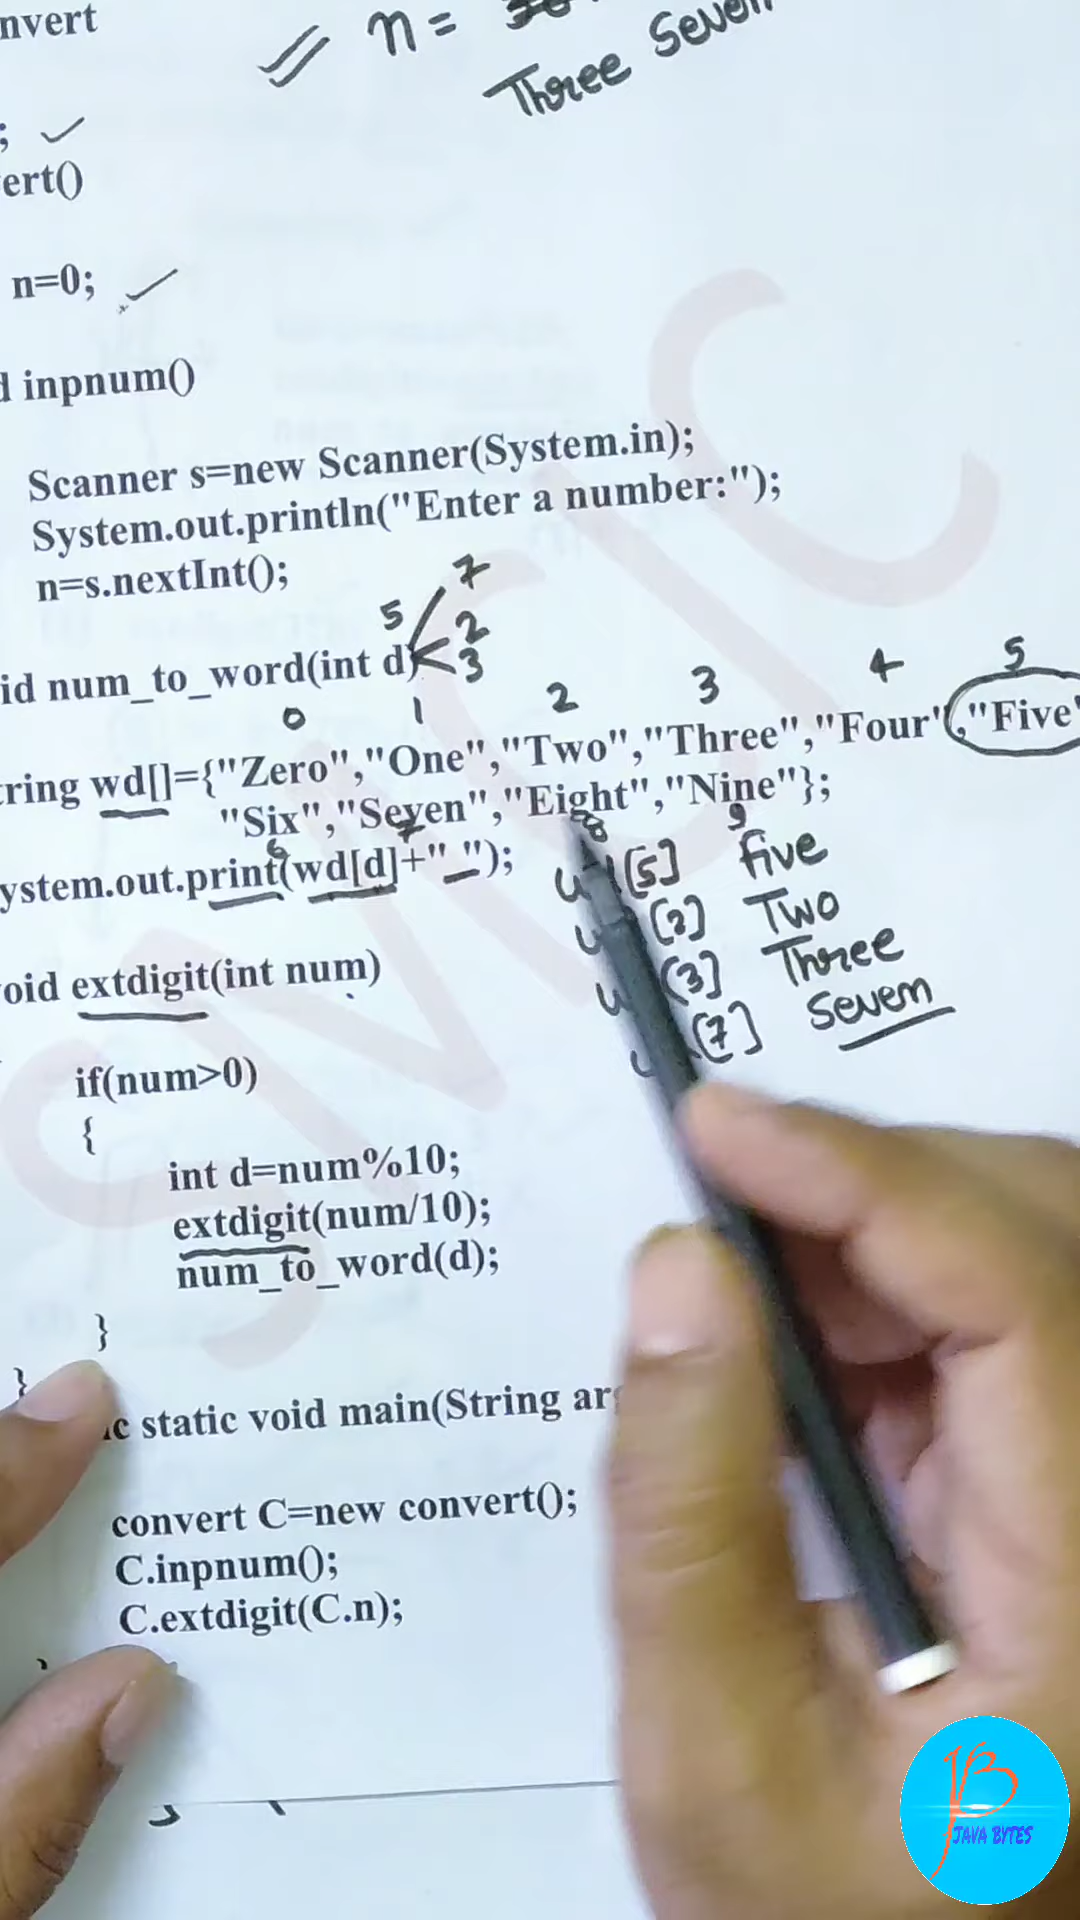 nvert
n =
Three Seven
;
ert()
n=0;
inpnum()
Scanner s=new Scanner(System.in);
System.out.println("Enter a number:");
n=s.nextInt();
7
5 2
id num_to_word(int d) 3
0 1 2 3 4 5
ring wd[]={"Zero","One","Two","Three","Four","Five"
"Six","Seven","Eight","Nine"};
6 7 8 9
ystem.out.print(wd[d]+" ");
[5] Five
[2] Two
[3] Three
[7] Seven
oid extdigit(int num)
if(num>0)
{
int d=num%10;
extdigit(num/10);
num_to_word(d);
}
}
c static void main(String ar
convert C=new convert();
C.inpnum();
C.extdigit(C.n);
SVIC
JB
JAVA BYTES